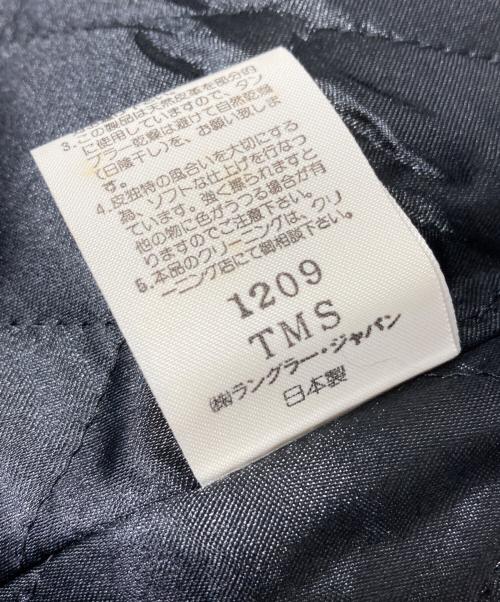 3.この製品は天然皮革を部分的
に使用していますので、タン
ブラー乾燥は避けて自然乾燥
(日陰干し)を、お願い致しま
す。
4.皮独特の風合いを大切にする
為、ソフトな仕上げを行なっ
ています。強く擦られますと
他の物に色がうつる場合が有
りますのでご注意下さい。
5.本品のクリーニングは、クリ
ーニング店にて御相談下さい。
1209
TMS
㈱ラングラー・ジャパン
日本製